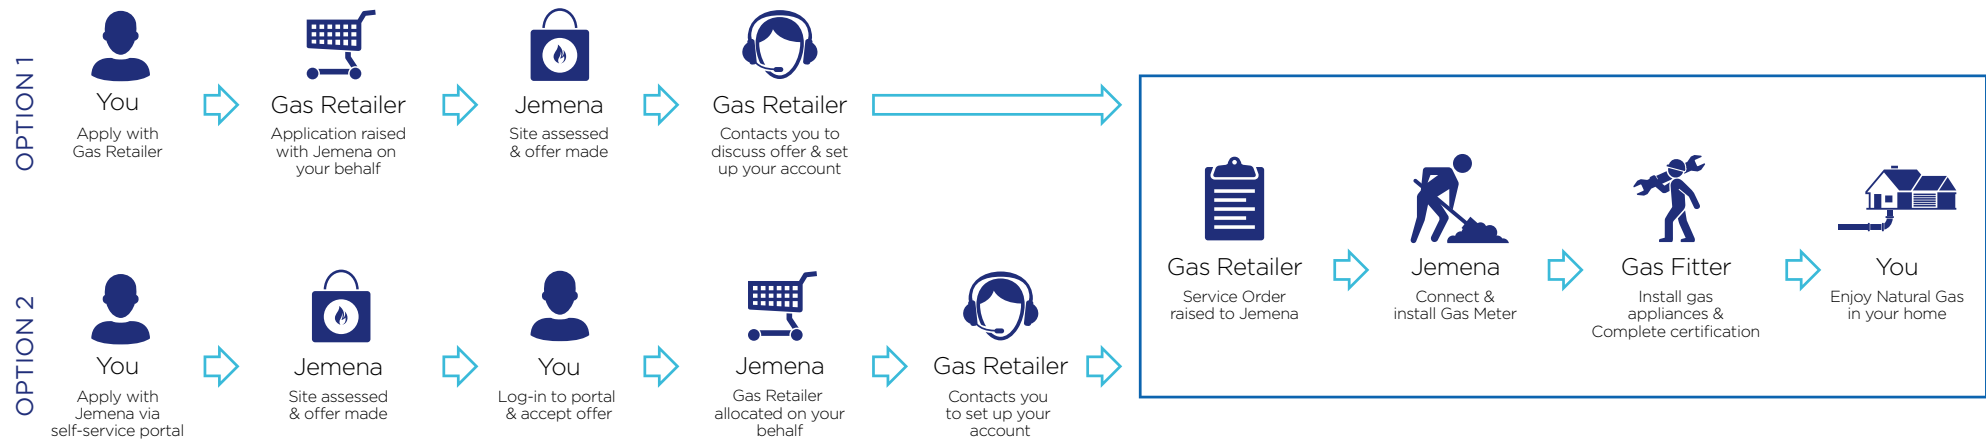 OPTION 1
You
Apply with
Gas Retailer
Gas Retailer
Application raised
with Jemena on
your behalf
Jemena
Site assessed
& offer made
Gas Retailer
Contacts you to
discuss offer & set
up your account
OPTION 2
You
Apply with
Jemena via
self-service portal
Jemena
Site assessed
& offer made
You
Log-in to portal
& accept offer
Jemena
Gas Retailer
allocated on your
behalf
Gas Retailer
Contacts you
to set up your
account
Gas Retailer
Service Order
raised to Jemena
Jemena
Connect &
install Gas Meter
Gas Fitter
Install gas
appliances &
Complete certification
You
Enjoy Natural Gas
in your home